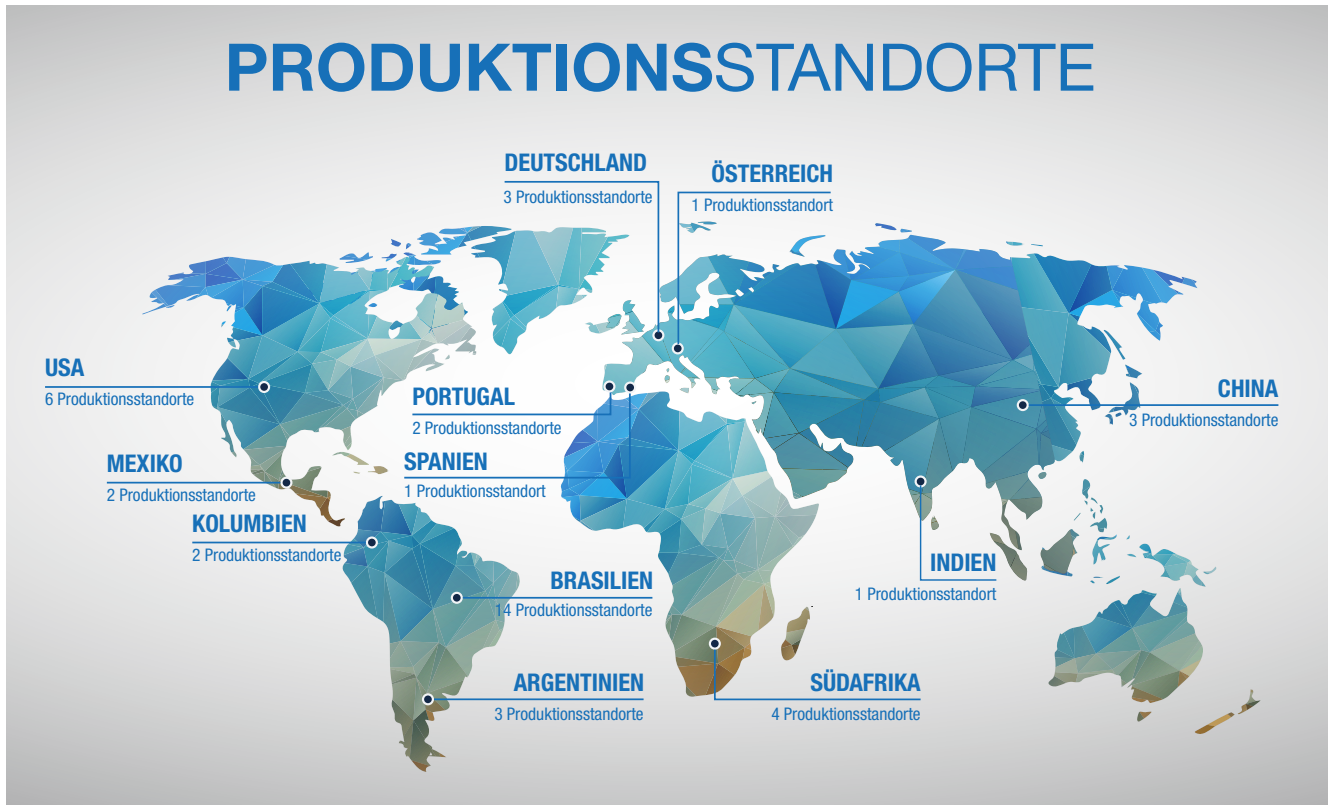 PRODUKTIONSSTANDORTE
DEUTSCHLAND
3 Produktionsstandorte
ÖSTERREICH
1 Produktionsstandort
USA
6 Produktionsstandorte
PORTUGAL
2 Produktionsstandorte
CHINA
3 Produktionsstandorte
MEXIKO
2 Produktionsstandorte
SPANIEN
1 Produktionsstandort
KOLUMBIEN
2 Produktionsstandorte
BRASILIEN
14 Produktionsstandorte
INDIEN
1 Produktionsstandort
ARGENTINIEN
3 Produktionsstandorte
SÜDAFRIKA
4 Produktionsstandorte